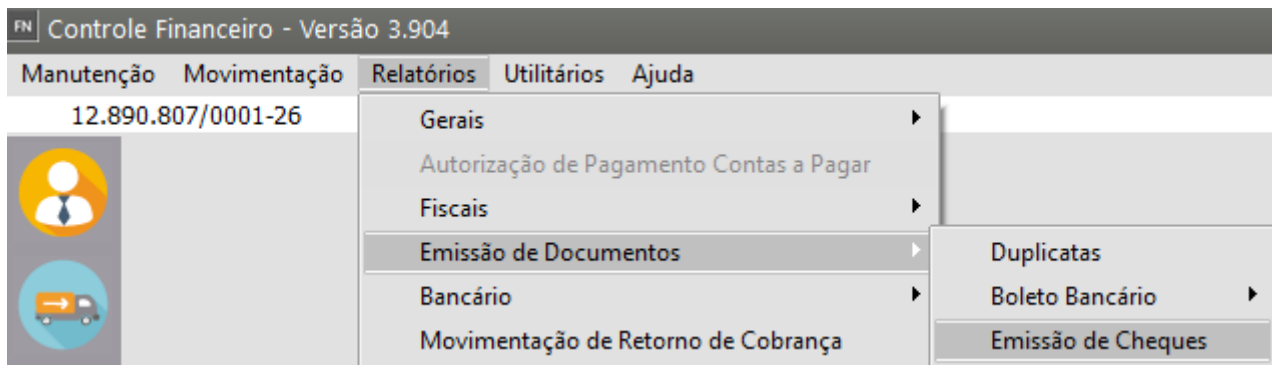 FN Controle Financeiro - Versão 3.904
Manutenção Movimentação Relatórios Utilitários Ajuda
12.890.807/0001-26
Gerais
Autorização de Pagamento Contas a Pagar
Fiscais
Emissão de Documentos
Duplicatas
Bancário
Boleto Bancário
Movimentação de Retorno de Cobrança
Emissão de Cheques